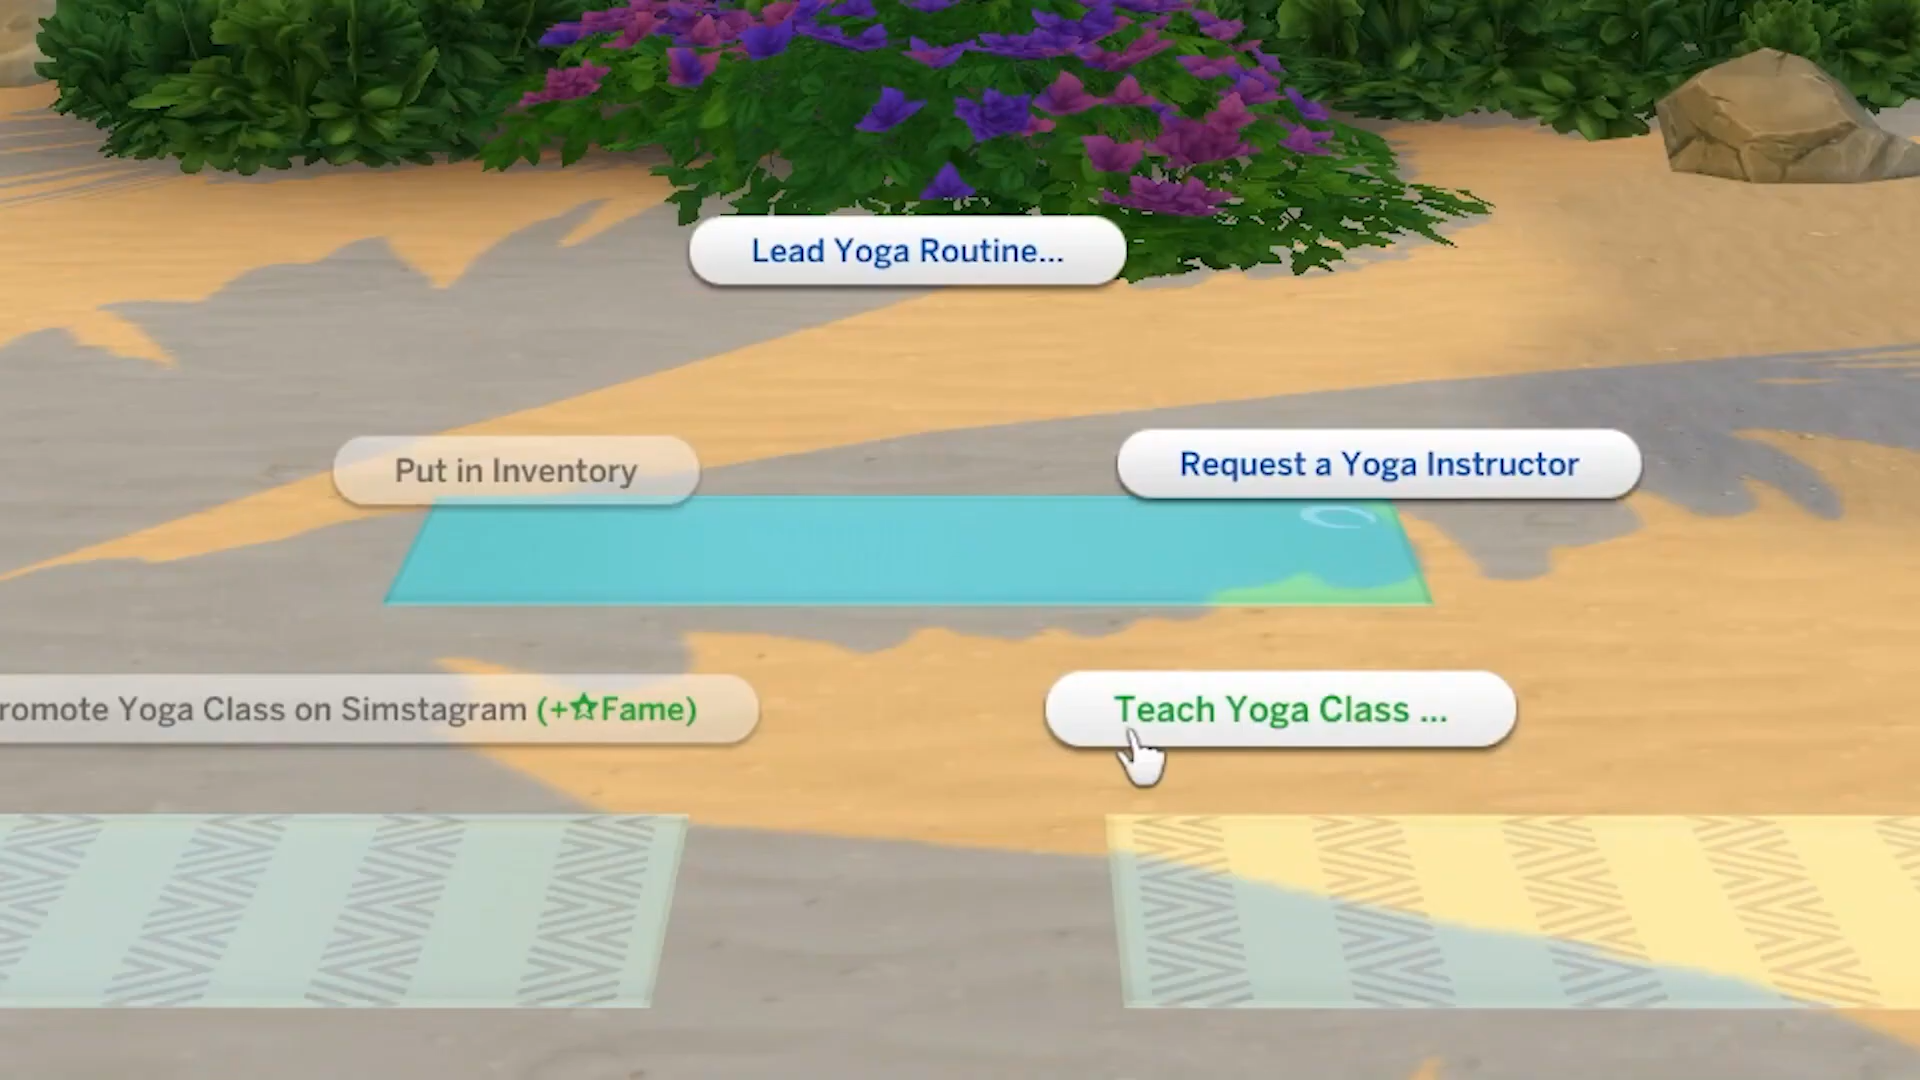 Lead Yoga Routine...
Put in Inventory
Request a Yoga Instructor
romote Yoga Class on Simstagram (+☆Fame)
Teach Yoga Class ...